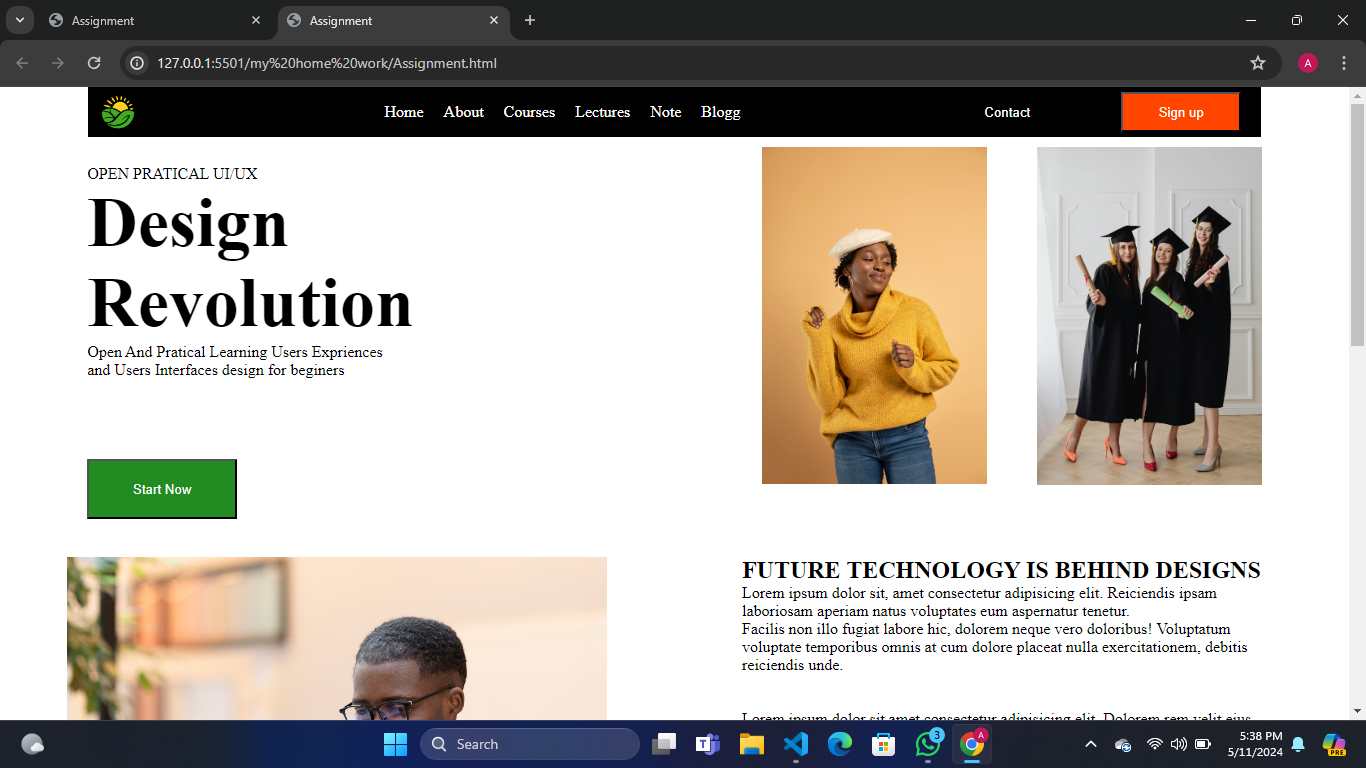 Assignment
Assignment
127.0.0.1:5501/my%20home%20work/Assignment.html
A
Home About Courses Lectures Note Blogg Contact Sign up
OPEN PRATICAL UI/UX
Design
Revolution
Open And Pratical Learning Users Expriences
and Users Interfaces design for beginers
Start Now
FUTURE TECHNOLOGY IS BEHIND DESIGNS
Lorem ipsum dolor sit, amet consectetur adipisicing elit. Reiciendis ipsam
laboriosam aperiam natus voluptates eum aspernatur tenetur.
Facilis non illo fugiat labore hic, dolorem neque vero doloribus! Voluptatum
voluptate temporibus omnis at cum dolore placeat nulla exercitationem, debitis
reiciendis unde.
Lorem ipsum dolor sit amet consectetur adipisicing elit. Dolorem rem velit eius
Search
3
A
5:38 PM
5/11/2024
PRE